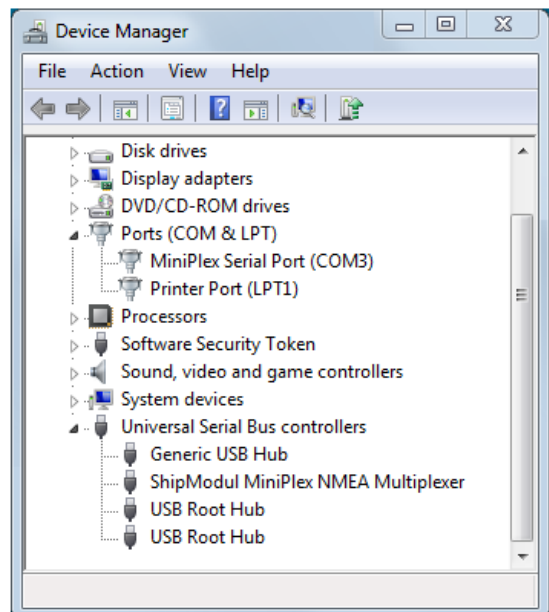 Device Manager
File Action View Help
Disk drives
Display adapters
DVD/CD-ROM drives
Ports (COM & LPT)
MiniPlex Serial Port (COM3)
Printer Port (LPT1)
Processors
Software Security Token
Sound, video and game controllers
System devices
Universal Serial Bus controllers
Generic USB Hub
ShipModul MiniPlex NMEA Multiplexer
USB Root Hub
USB Root Hub